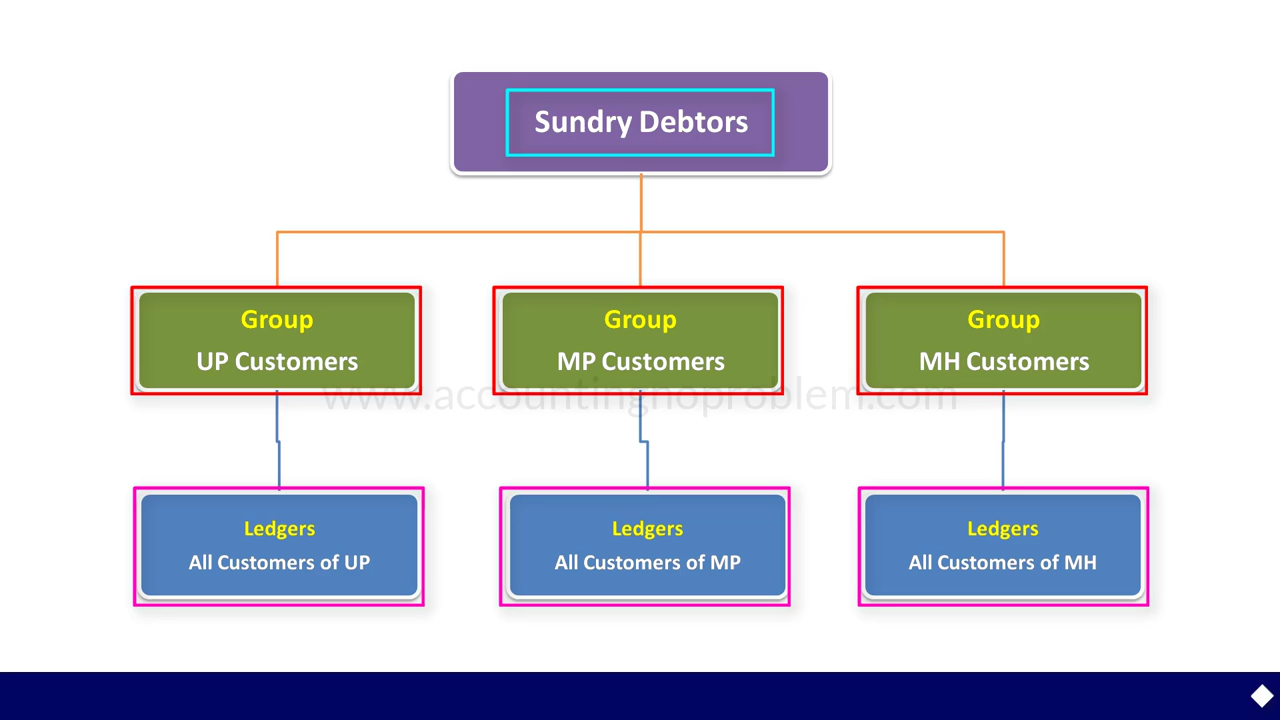 Sundry Debtors
Group
UP Customers
Group
MP Customers
Group
MH Customers
www.accountingnoproblem.com
Ledgers
All Customers of UP
Ledgers
All Customers of MP
Ledgers
All Customers of MH